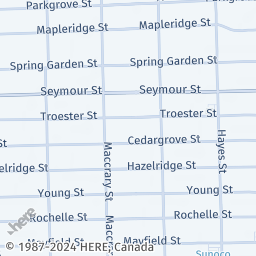 Parkgrove St
Mapleridge St
Mapleridge St
Spring Garden St
Spring Garden St
Seymour St
Seymour St
Troester St
Troester St
Cedargrove St
Maccrary St
Hayes St
Hazelridge St
Young St
Young St
Rochelle St
Rochelle St
here
Mayfield St
Mayfield St
Sunoco
© 1987-2024 HERE, Canada